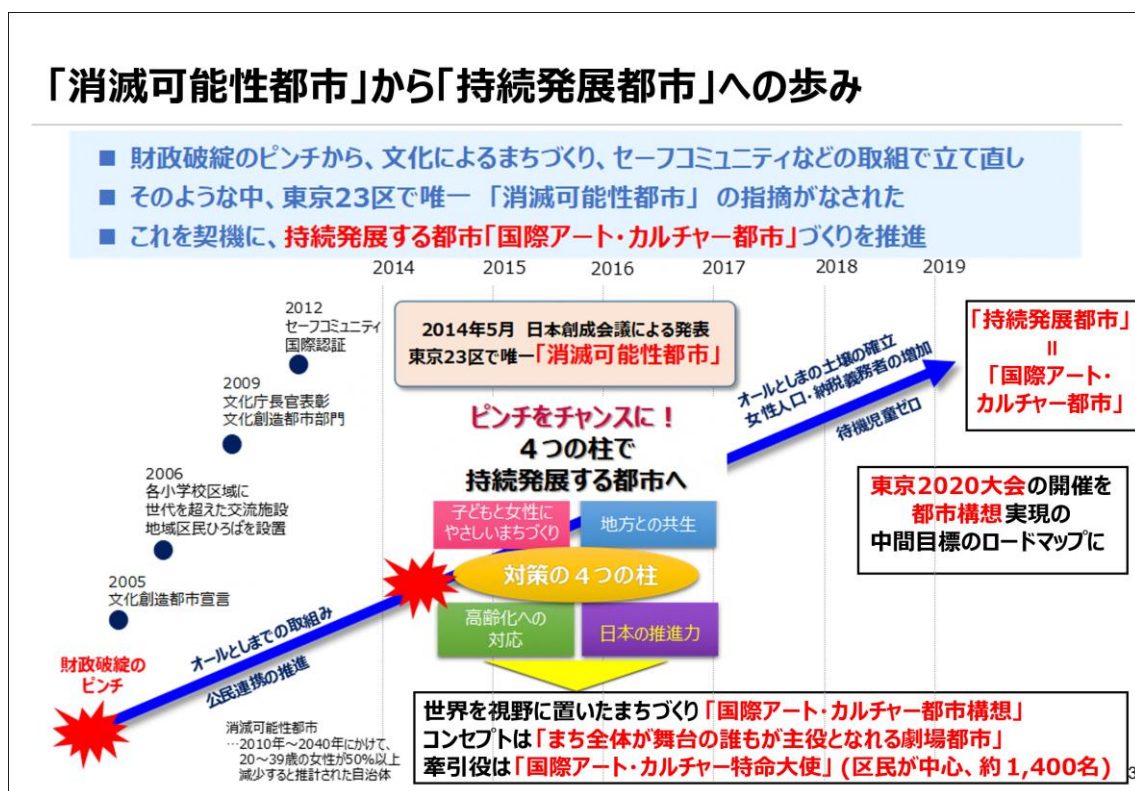 「消滅可能性都市」から「持続発展都市」への歩み
■ 財政破綻のピンチから、文化によるまちづくり、セーフコミュニティなどの取組で立て直し
■ そのような中、東京23区で唯一 「消滅可能性都市」 の指摘がなされた
■ これを契機に、持続発展する都市「国際アート・カルチャー都市」づくりを推進
2014
2015
2016
2017
2018
2019
2012
セーフコミュニティ
国際認証
2009
文化庁長官表彰
文化創造都市部門
2006
各小学校区域に
世代を超えた交流施設
地域区民ひろばを設置
2005
文化創造都市宣言
財政破綻の
ピンチ
オールとしまでの取組み
公民連携の推進
消滅可能性都市
…2010年～2040年にかけて、
20～39歳の女性が50%以上
減少すると推計された自治体
2014年5月 日本創成会議による発表
東京23区で唯一「消滅可能性都市」
ピンチをチャンスに！
４つの柱で
持続発展する都市へ
子どもと女性に
やさしいまちづくり
地方との共生
対策の４つの柱
高齢化への
対応
日本の推進力
オールとしまの土壌の確立
女性人口・納税義務者の増加
待機児童ゼロ
「持続発展都市」
＝
「国際アート・
カルチャー都市」
東京2020大会の開催を
都市構想実現の
中間目標のロードマップに
世界を視野に置いたまちづくり「国際アート・カルチャー都市構想」
コンセプトは「まち全体が舞台の誰もが主役となれる劇場都市」
牽引役は「国際アート・カルチャー特命大使」(区民が中心、約1,400名)
3